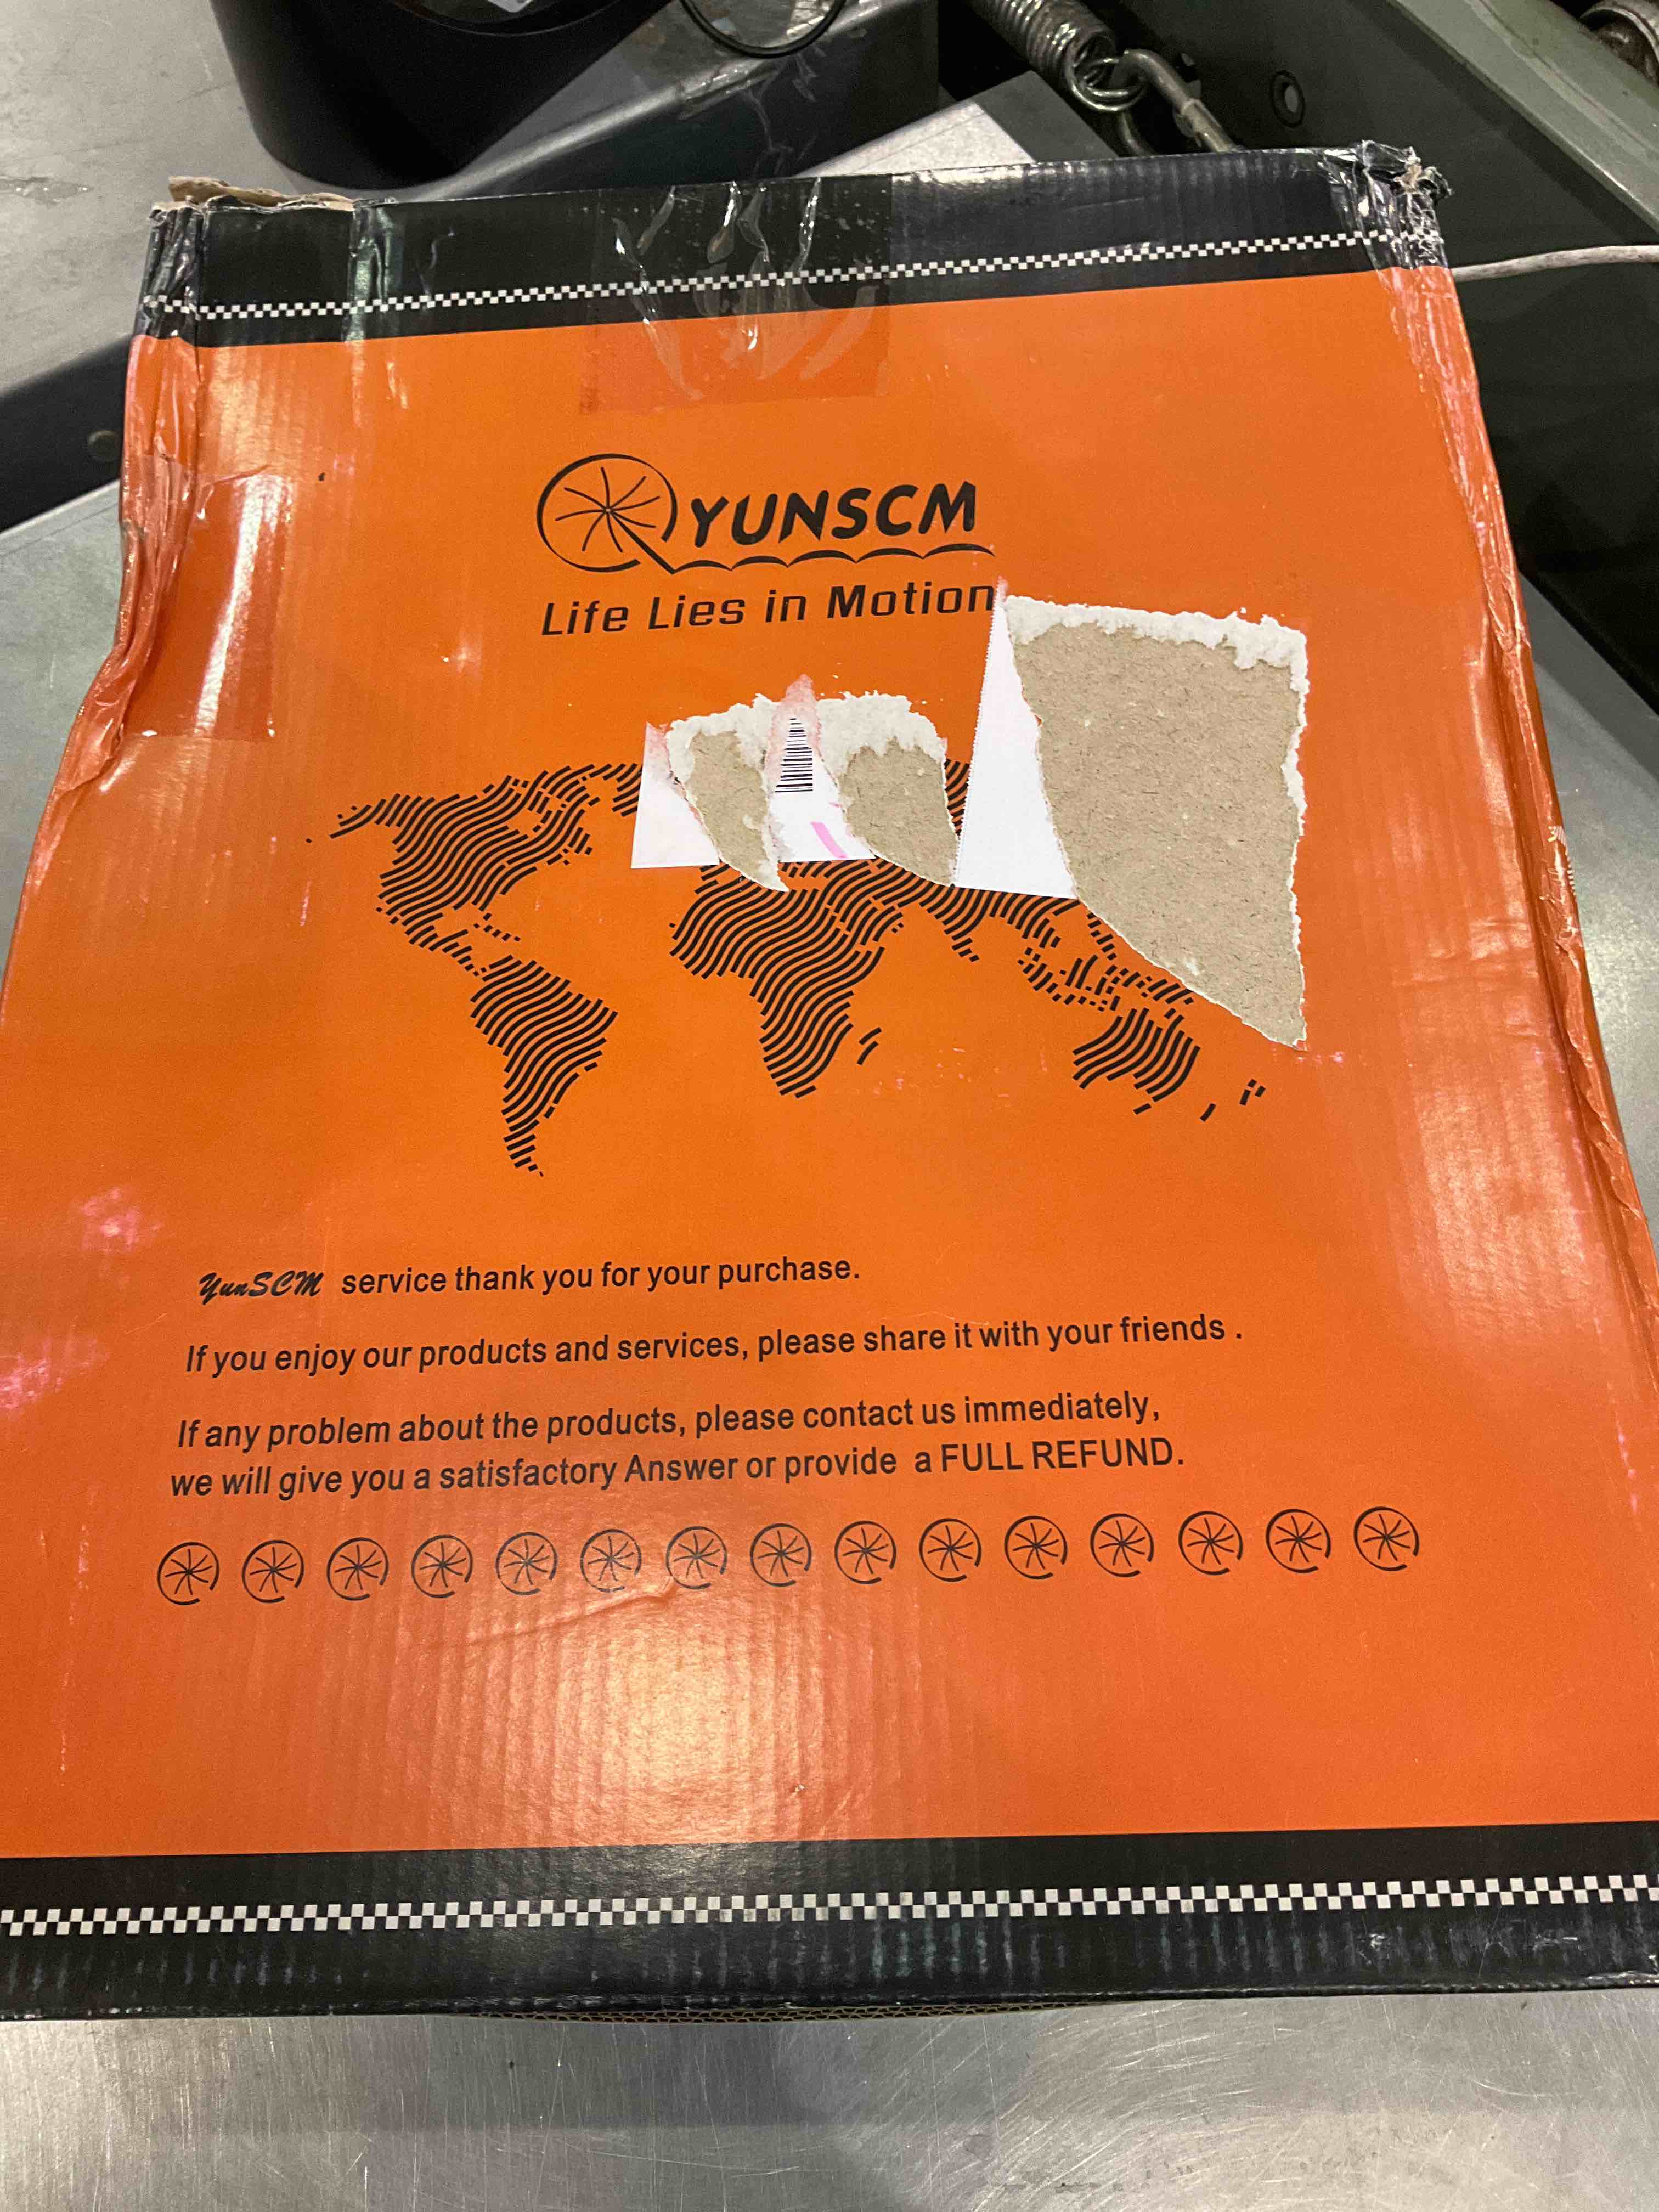 YUNSCM
Life Lies in Motion
YunSCM service thank you for your purchase.
If you enjoy our products and services, please share it with your friends .
If any problem about the products, please contact us immediately,
we will give you a satisfactory Answer or provide a FULL REFUND.